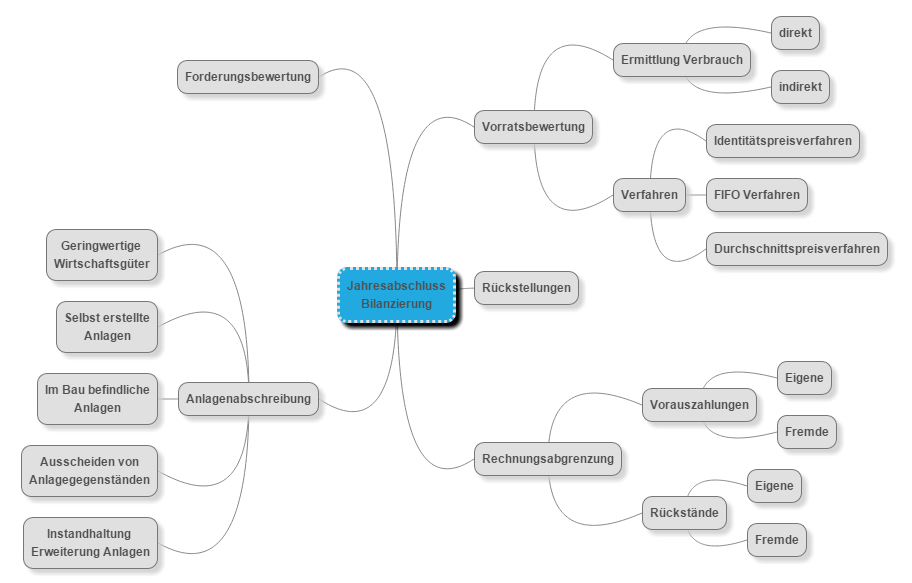 Jahresabschluss
Bilanzierung
Forderungsbewertung
Vorratsbewertung
Ermittlung Verbrauch
direkt
indirekt
Verfahren
Identitätspreisverfahren
FIFO Verfahren
Durchschnittspreisverfahren
Rückstellungen
Rechnungsabgrenzung
Vorauszahlungen
Eigene
Fremde
Rückstände
Eigene
Fremde
Anlagenabschreibung
Geringwertige
Wirtschaftsgüter
Selbst erstellte
Anlagen
Im Bau befindliche
Anlagen
Ausscheiden von
Anlagegegenständen
Instandhaltung
Erweiterung Anlagen